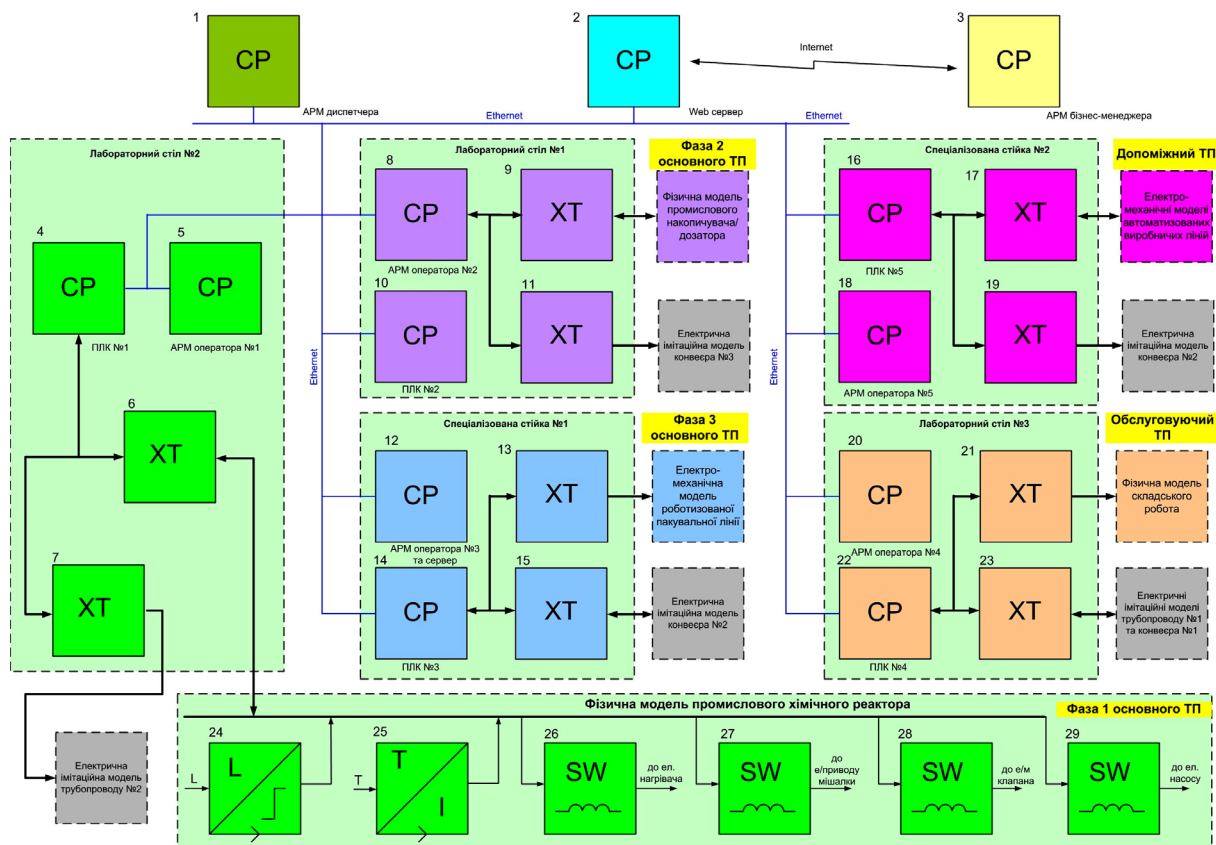 1
CP
АРМ диспетчера
2
CP
Web сервер
Internet
3
CP
АРМ бізнес-менеджера
Ethernet
Ethernet
Ethernet
Ethernet
Ethernet
Лабораторний стіл №2
4
CP
ПЛК №1
5
CP
АРМ оператора №1
6
XT
7
XT
Електрична
імітаційна модель
трубопроводу №2
Лабораторний стіл №1
8
CP
АРМ оператора №2
9
XT
10
CP
ПЛК №2
11
XT
Фаза 2
основного ТП
Фізична модель
промислового
накопичувача/
дозатора
Електрична
імітаційна модель
конвеєра №3
Спеціалізована стійка №1
12
CP
АРМ оператора №3
та сервер
13
XT
14
CP
ПЛК №3
15
XT
Фаза 3
основного ТП
Електро-
механічна
модель
роботизованої
пакувальної лінії
Електрична
імітаційна модель
конвеєра №2
Спеціалізована стійка №2
16
CP
ПЛК №5
17
XT
18
CP
АРМ оператора №5
19
XT
Допоміжний ТП
Електро-
механічні моделі
автоматизованих
виробничих ліній
Електрична
імітаційна модель
конвеєра №2
Лабораторний стіл №3
20
CP
АРМ оператора №4
21
XT
22
CP
ПЛК №4
23
XT
Обслуговуючий
ТП
Фізична модель
складського
робота
Електричні
імітаційні моделі
трубопроводу №1
та конвеєра №1
Фізична модель промислового хімічного реактора
Фаза 1 основного ТП
24
L
L
25
T
T
I
26
SW
до ел.
нагрівача
27
SW
до
е/приводу
мішалки
28
SW
до е/м
клапана
29
SW
до ел.
насосу